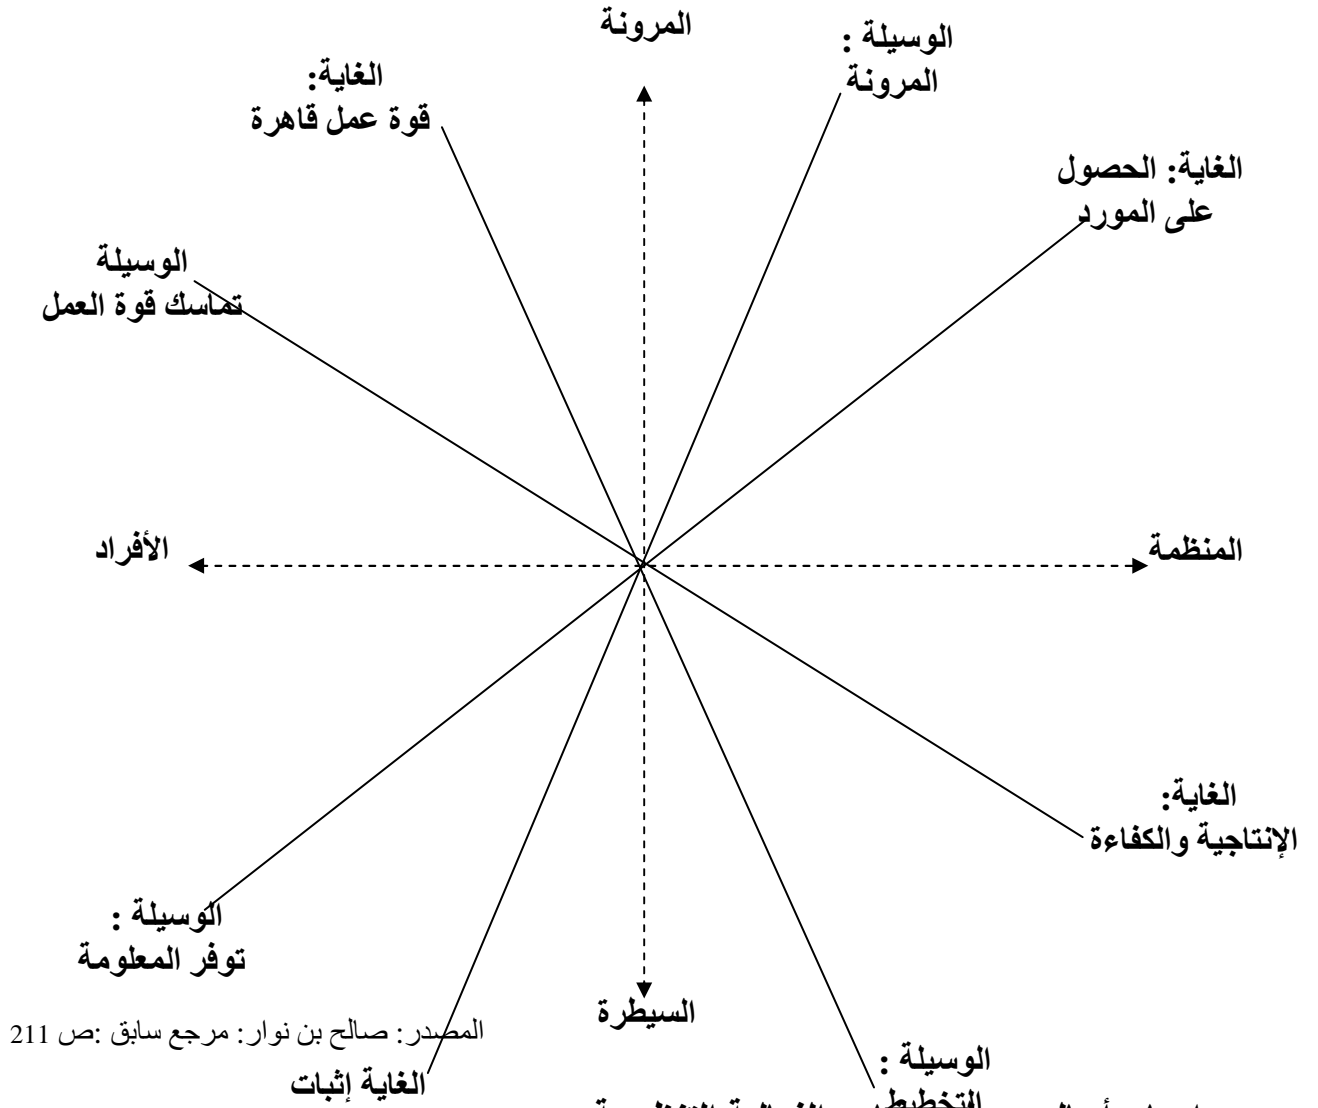 المرونة
الوسيلة :
المرونة
الغاية:
قوة عمل قاهرة
الغاية: الحصول
على المورد
الوسيلة
تماسك قوة العمل
المنظمة
الأفراد
الغاية:
الإنتاجية والكفاءة
الوسيلة :
توفر المعلومة
السيطرة
المصدر: صالح بن نوار: مرجع سابق :ص 211
الوسيلة :
التخطيط
الغاية إثبات